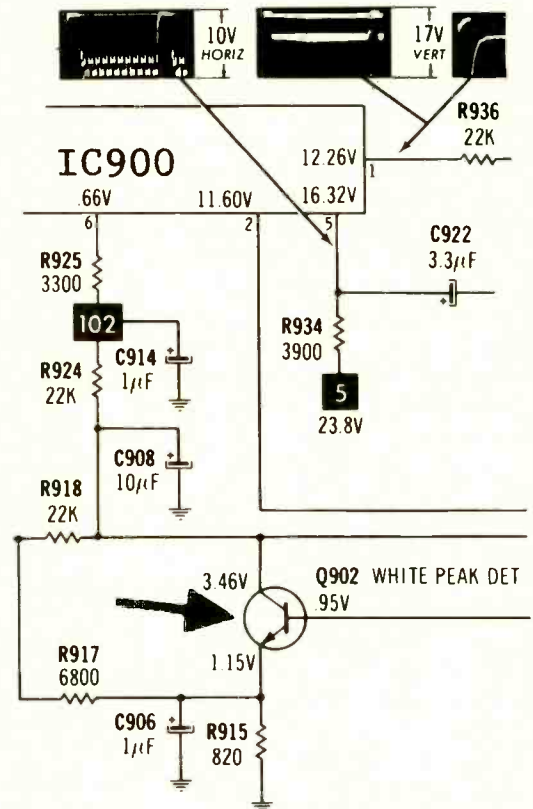 10V
HORIZ
17V
VERT
R936
22K
IC900
12.26V
1
.66V
11.60V
16.32V
6
2
5
C922
3.3µF
+
R925
3300
102
R934
3900
C914
1µF
+
R924
22K
5
23.8V
C908
10µF
+
R918
22K
3.46V
Q902 WHITE PEAK DET
.95V
1.15V
R917
6800
C906
1µF
+
R915
820